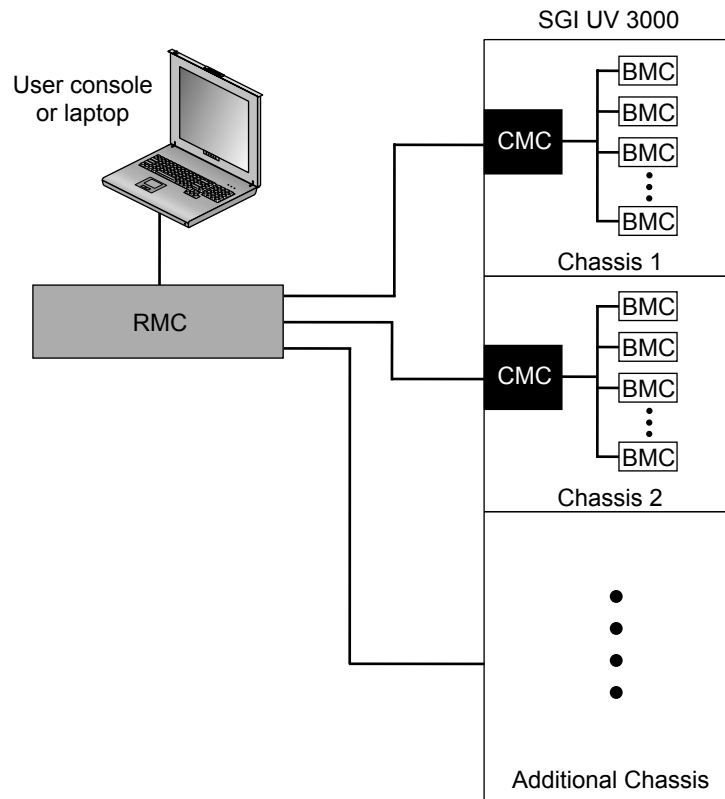 SGI UV 3000
User console
or laptop
BMC
BMC
CMC
BMC
BMC
Chassis 1
RMC
BMC
BMC
CMC
BMC
BMC
Chassis 2
Additional Chassis